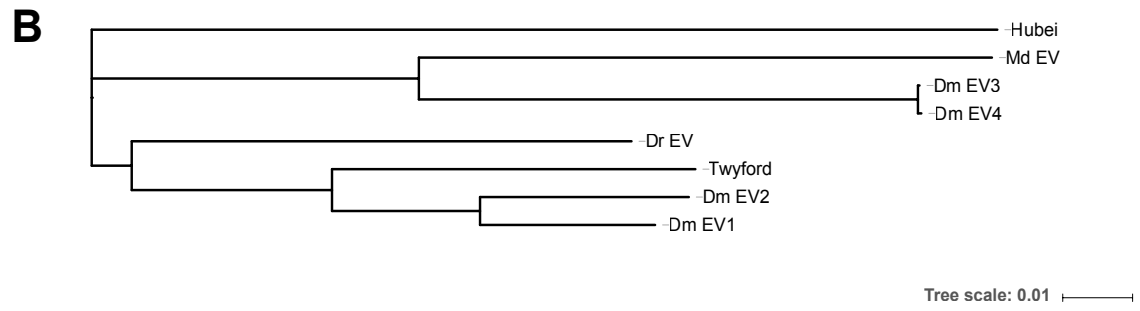 B
Hubei
Md EV
Dm EV3
Dm EV4
Dr EV
Twyford
Dm EV2
Dm EV1
Tree scale: 0.01